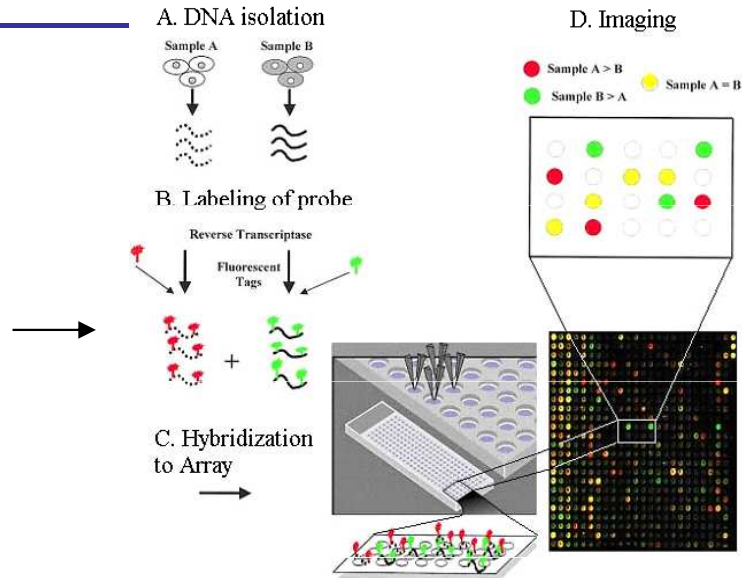 A. DNA isolation
Sample A
Sample B
B. Labeling of probe
Reverse Transcriptase
Fluorescent
Tags
+
C. Hybridization
to Array
D. Imaging
Sample A > B
Sample A = B
Sample B > A